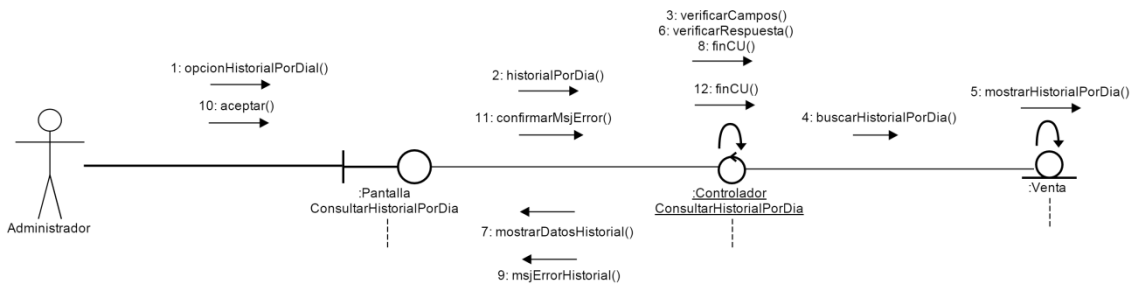 3: verificarCampos()
6: verificarRespuesta()
8: finCU()
1: opcionHistorialPorDial()
2: historialPorDia()
12: finCU()
5: mostrarHistorialPorDia()
10: aceptar()
11: confirmarMsjError()
4: buscarHistorialPorDia()
:Pantalla
ConsultarHistorialPorDia
:Controlador
ConsultarHistorialPorDia
:Venta
Administrador
7: mostrarDatosHistorial()
9: msjErrorHistorial()